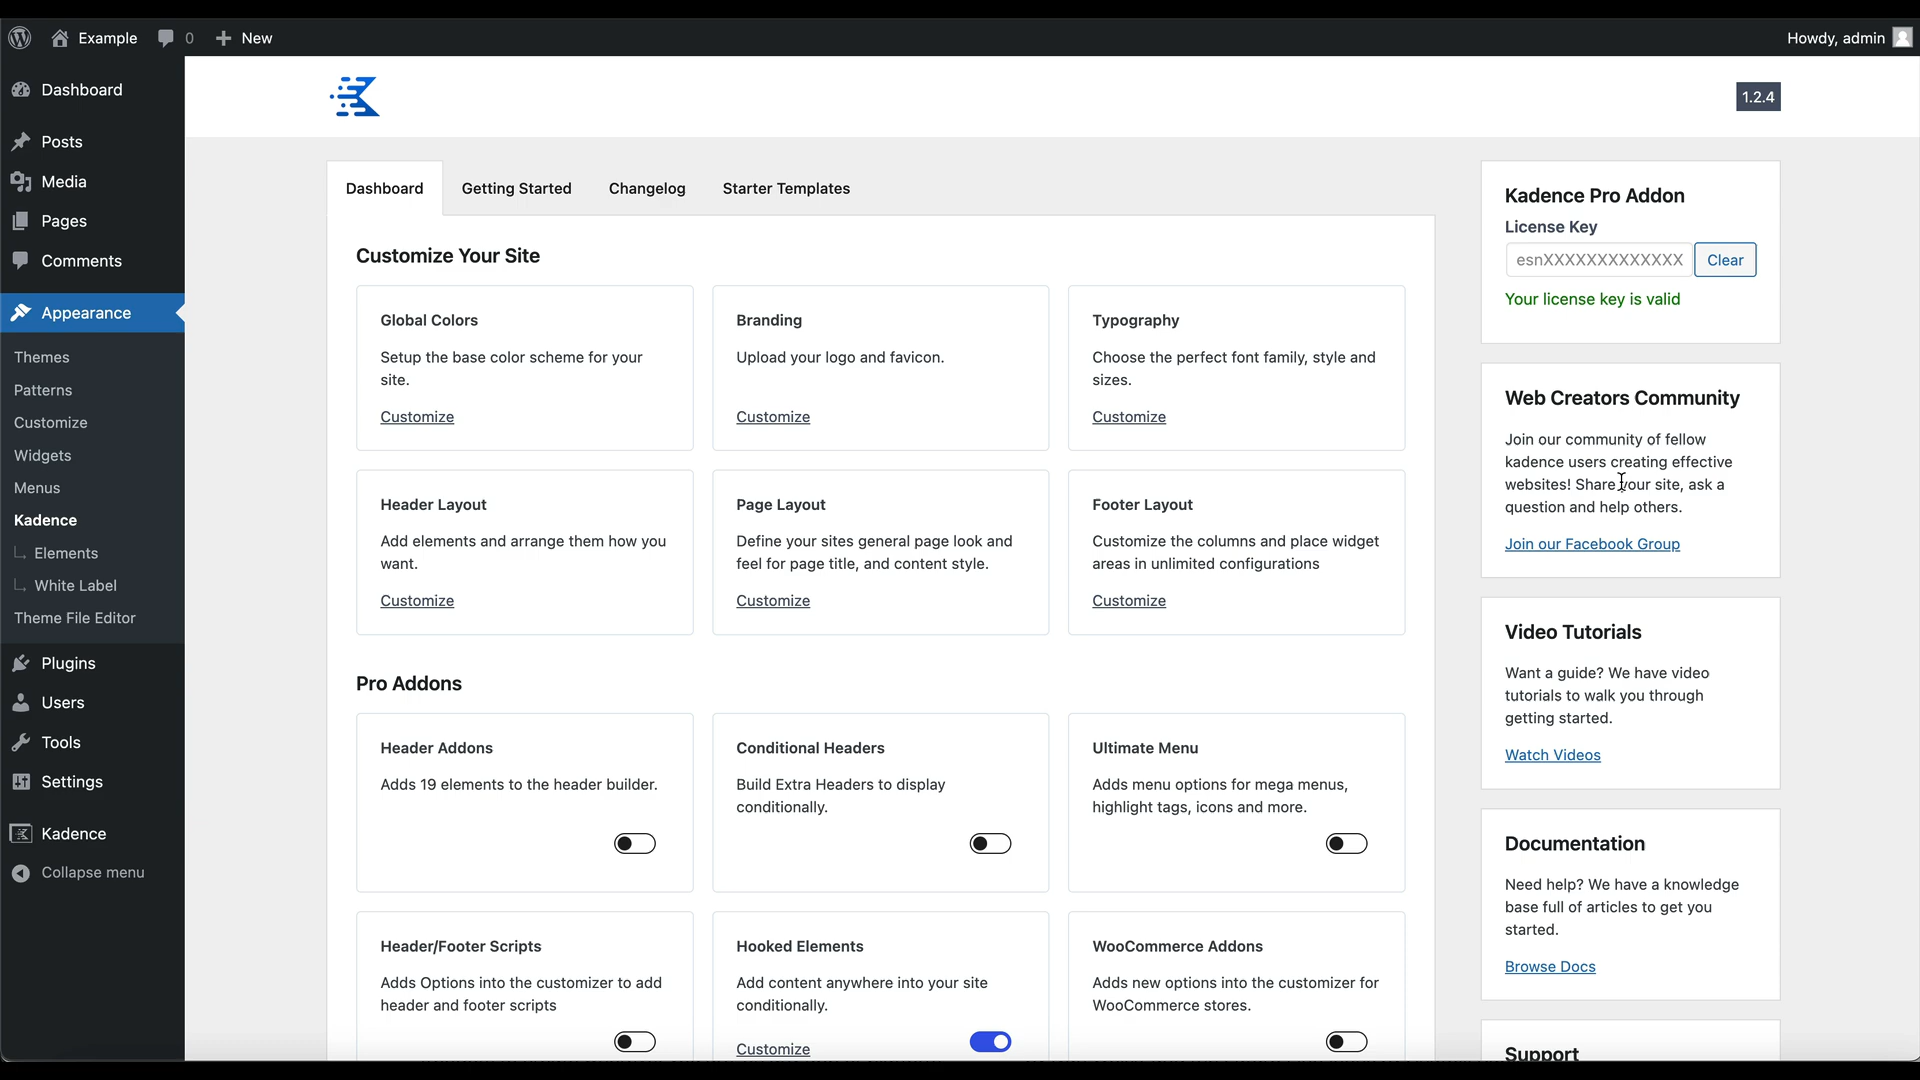 Example
0
New
Howdy, admin
Dashboard
Posts
Media
Pages
Comments
Appearance
Themes
Patterns
Customize
Widgets
Menus
Kadence
Elements
White Label
Theme File Editor
Plugins
Users
Tools
Settings
Kadence
Collapse menu
1.2.4
Dashboard
Getting Started
Changelog
Starter Templates
Customize Your Site
Global Colors
Setup the base color scheme for your
site.
Customize
Branding
Upload your logo and favicon.
Customize
Typography
Choose the perfect font family, style and
sizes.
Customize
Header Layout
Add elements and arrange them how you
want.
Customize
Page Layout
Define your sites general page look and
feel for page title, and content style.
Customize
Footer Layout
Customize the columns and place widget
areas in unlimited configurations
Customize
Pro Addons
Header Addons
Adds 19 elements to the header builder.
Conditional Headers
Build Extra Headers to display
conditionally.
Ultimate Menu
Adds menu options for mega menus,
highlight tags, icons and more.
Header/Footer Scripts
Adds Options into the customizer to add
header and footer scripts
Hooked Elements
Add content anywhere into your site
conditionally.
Customize
WooCommerce Addons
Adds new options into the customizer for
WooCommerce stores.
Kadence Pro Addon
License Key
esnXXXXXXXXXXXXX
Clear
Your license key is valid
Web Creators Community
Join our community of fellow
kadence users creating effective
websites! Share your site, ask a
question and help others.
Join our Facebook Group
Video Tutorials
Want a guide? We have video
tutorials to walk you through
getting started.
Watch Videos
Documentation
Need help? We have a knowledge
base full of articles to get you
started.
Browse Docs
Support